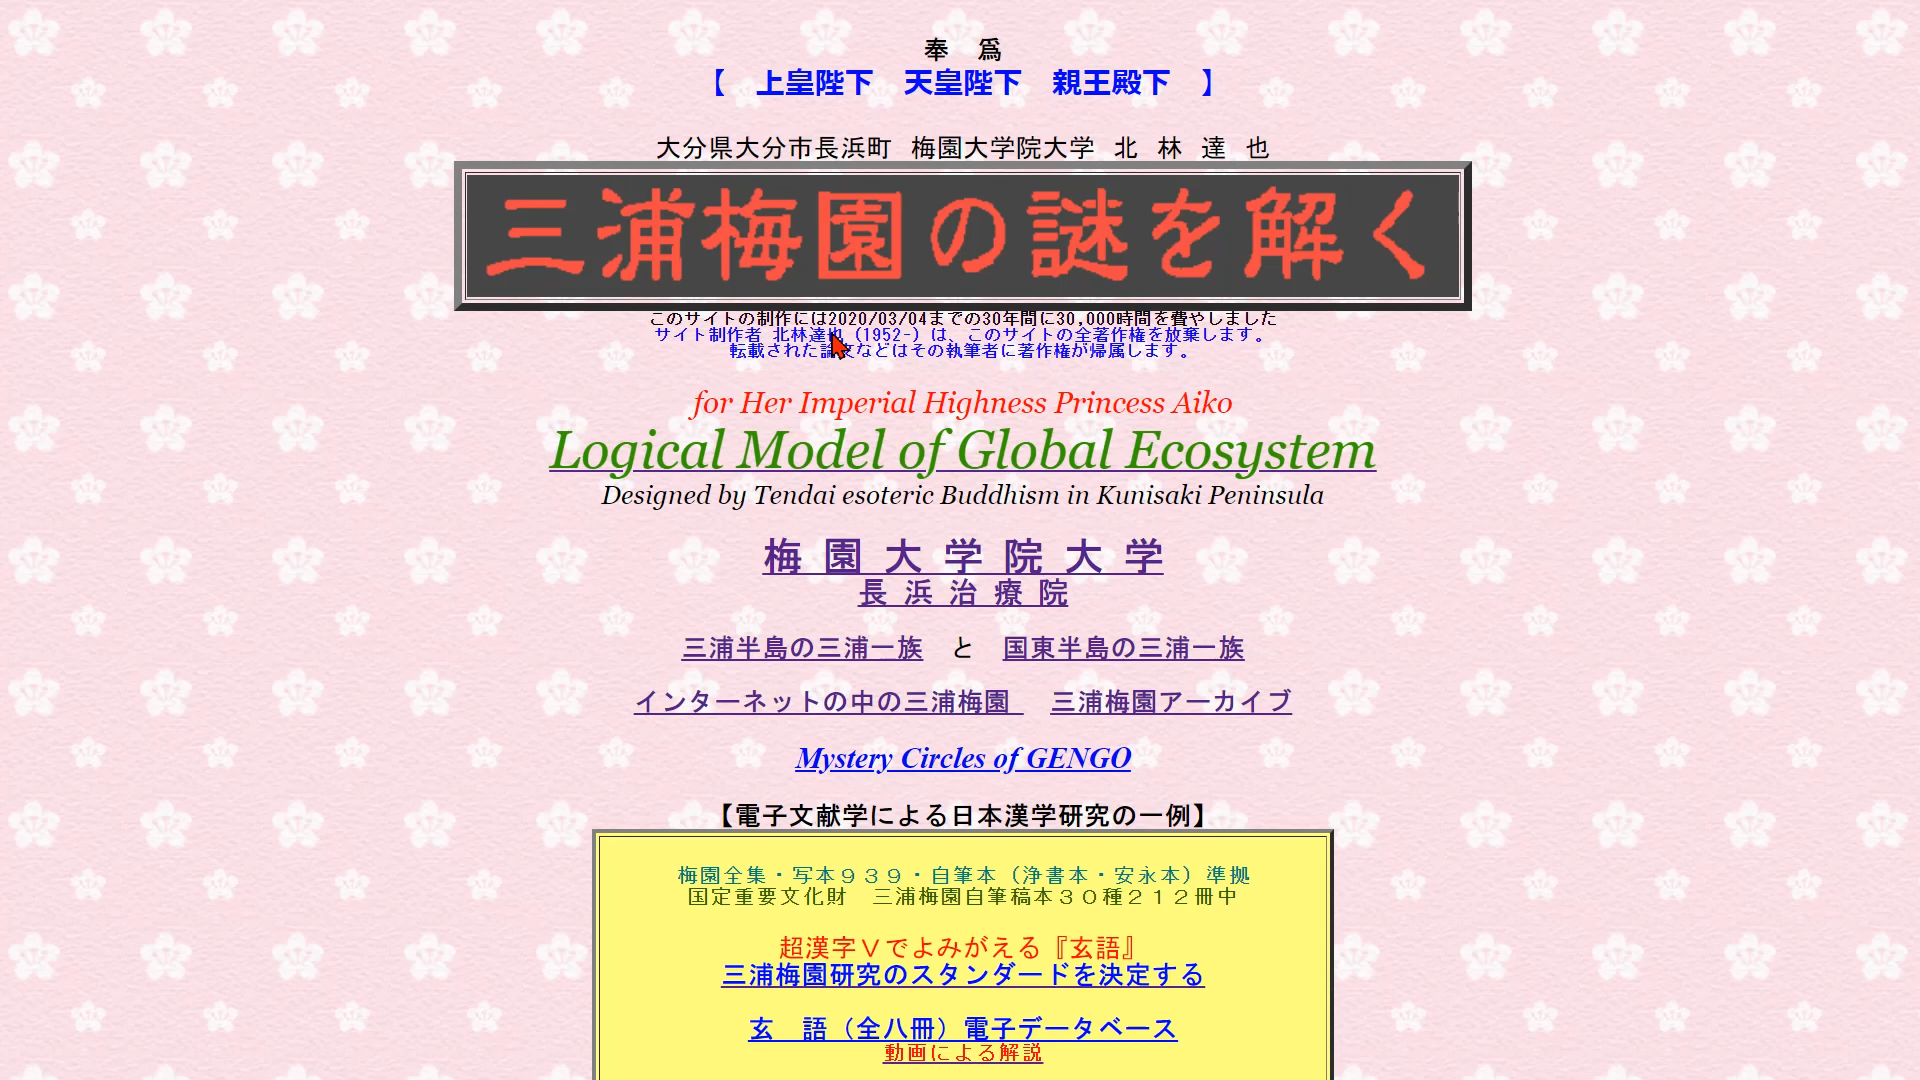 奉　爲
【　上皇陛下　天皇陛下　親王殿下　】
大分県大分市長浜町　梅園大学院大学　北　林　達　也
三浦梅園の謎を解く
このサイトの制作には2020/03/04までの30年間に30,000時間を費やしました
サイト制作者 北林達也 (1952-) は、このサイトの全著作権を放棄します。
転載された論文などはその執筆者に著作権が帰属します。
for Her Imperial Highness Princess Aiko
Logical Model of Global Ecosystem
Designed by Tendai esoteric Buddhism in Kunisaki Peninsula
梅 園 大 学 院 大 学
長 浜 治 療 院
三浦半島の三浦一族　と　国東半島の三浦一族
インターネットの中の三浦梅園　三浦梅園アーカイブ
Mystery Circles of GENGO
【電子文献学による日本漢学研究の一例】
梅園全集・写本９３９・自筆本（浄書本・安永本）準拠
国定重要文化財　三浦梅園自筆稿本３０種２１２冊中
超漢字Ⅴでよみがえる『玄語』
三浦梅園研究のスタンダードを決定する
玄　語（全八冊）電子データベース
動画による解説